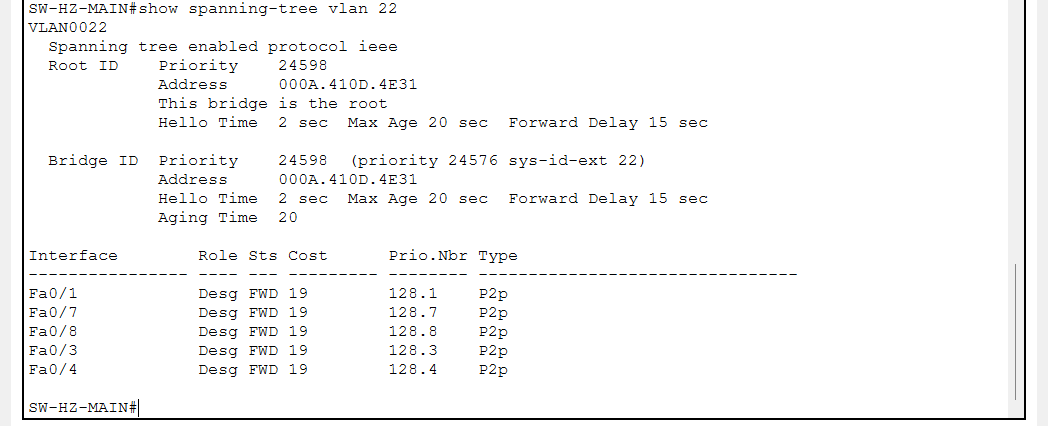 SW-HZ-MAIN#show spanning-tree vlan 22
VLAN0022
  Spanning tree enabled protocol ieee
  Root ID    Priority    24598
             Address     000A.410D.4E31
             This bridge is the root
             Hello Time  2 sec  Max Age 20 sec  Forward Delay 15 sec

  Bridge ID  Priority    24598  (priority 24576 sys-id-ext 22)
             Address     000A.410D.4E31
             Hello Time  2 sec  Max Age 20 sec  Forward Delay 15 sec
             Aging Time  20

Interface        Role Sts Cost      Prio.Nbr Type
---------------- ---- --- --------- -------- --------------------------------
Fa0/1            Desg FWD 19        128.1    P2p
Fa0/7            Desg FWD 19        128.7    P2p
Fa0/8            Desg FWD 19        128.8    P2p
Fa0/3            Desg FWD 19        128.3    P2p
Fa0/4            Desg FWD 19        128.4    P2p

SW-HZ-MAIN#